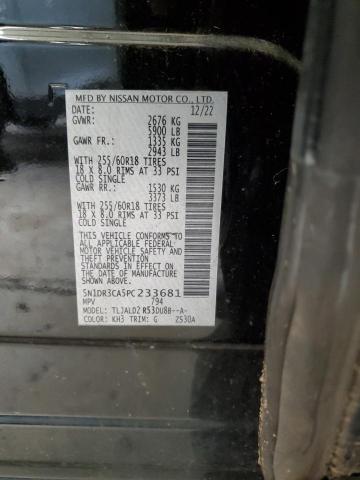 MFD BY NISSAN MOTOR CO., LTD.
DATE: 12/22
GVWR: 2676 KG
5900 LB
GAWR FR.: 1335 KG
2943 LB
WITH 255/60R18 TIRES
18 X 8.0 RIMS AT 33 PSI
COLD SINGLE
GAWR RR.: 1530 KG
3373 LB
WITH 255/60R18 TIRES
18 X 8.0 RIMS AT 33 PSI
COLD SINGLE
THIS VEHICLE CONFORMS TO
ALL APPLICABLE FEDERAL
MOTOR VEHICLE SAFETY
AND THEFT PREVENTION
STANDARDS IN EFFECT ON
THE DATE OF MANUFACTURE
SHOWN ABOVE.
5N1DR3CA5PC233681
MPV 794
MODEL: TLJALD2 R53DU8B--A-
COLOR: KH3 TRIM: G ZS30A